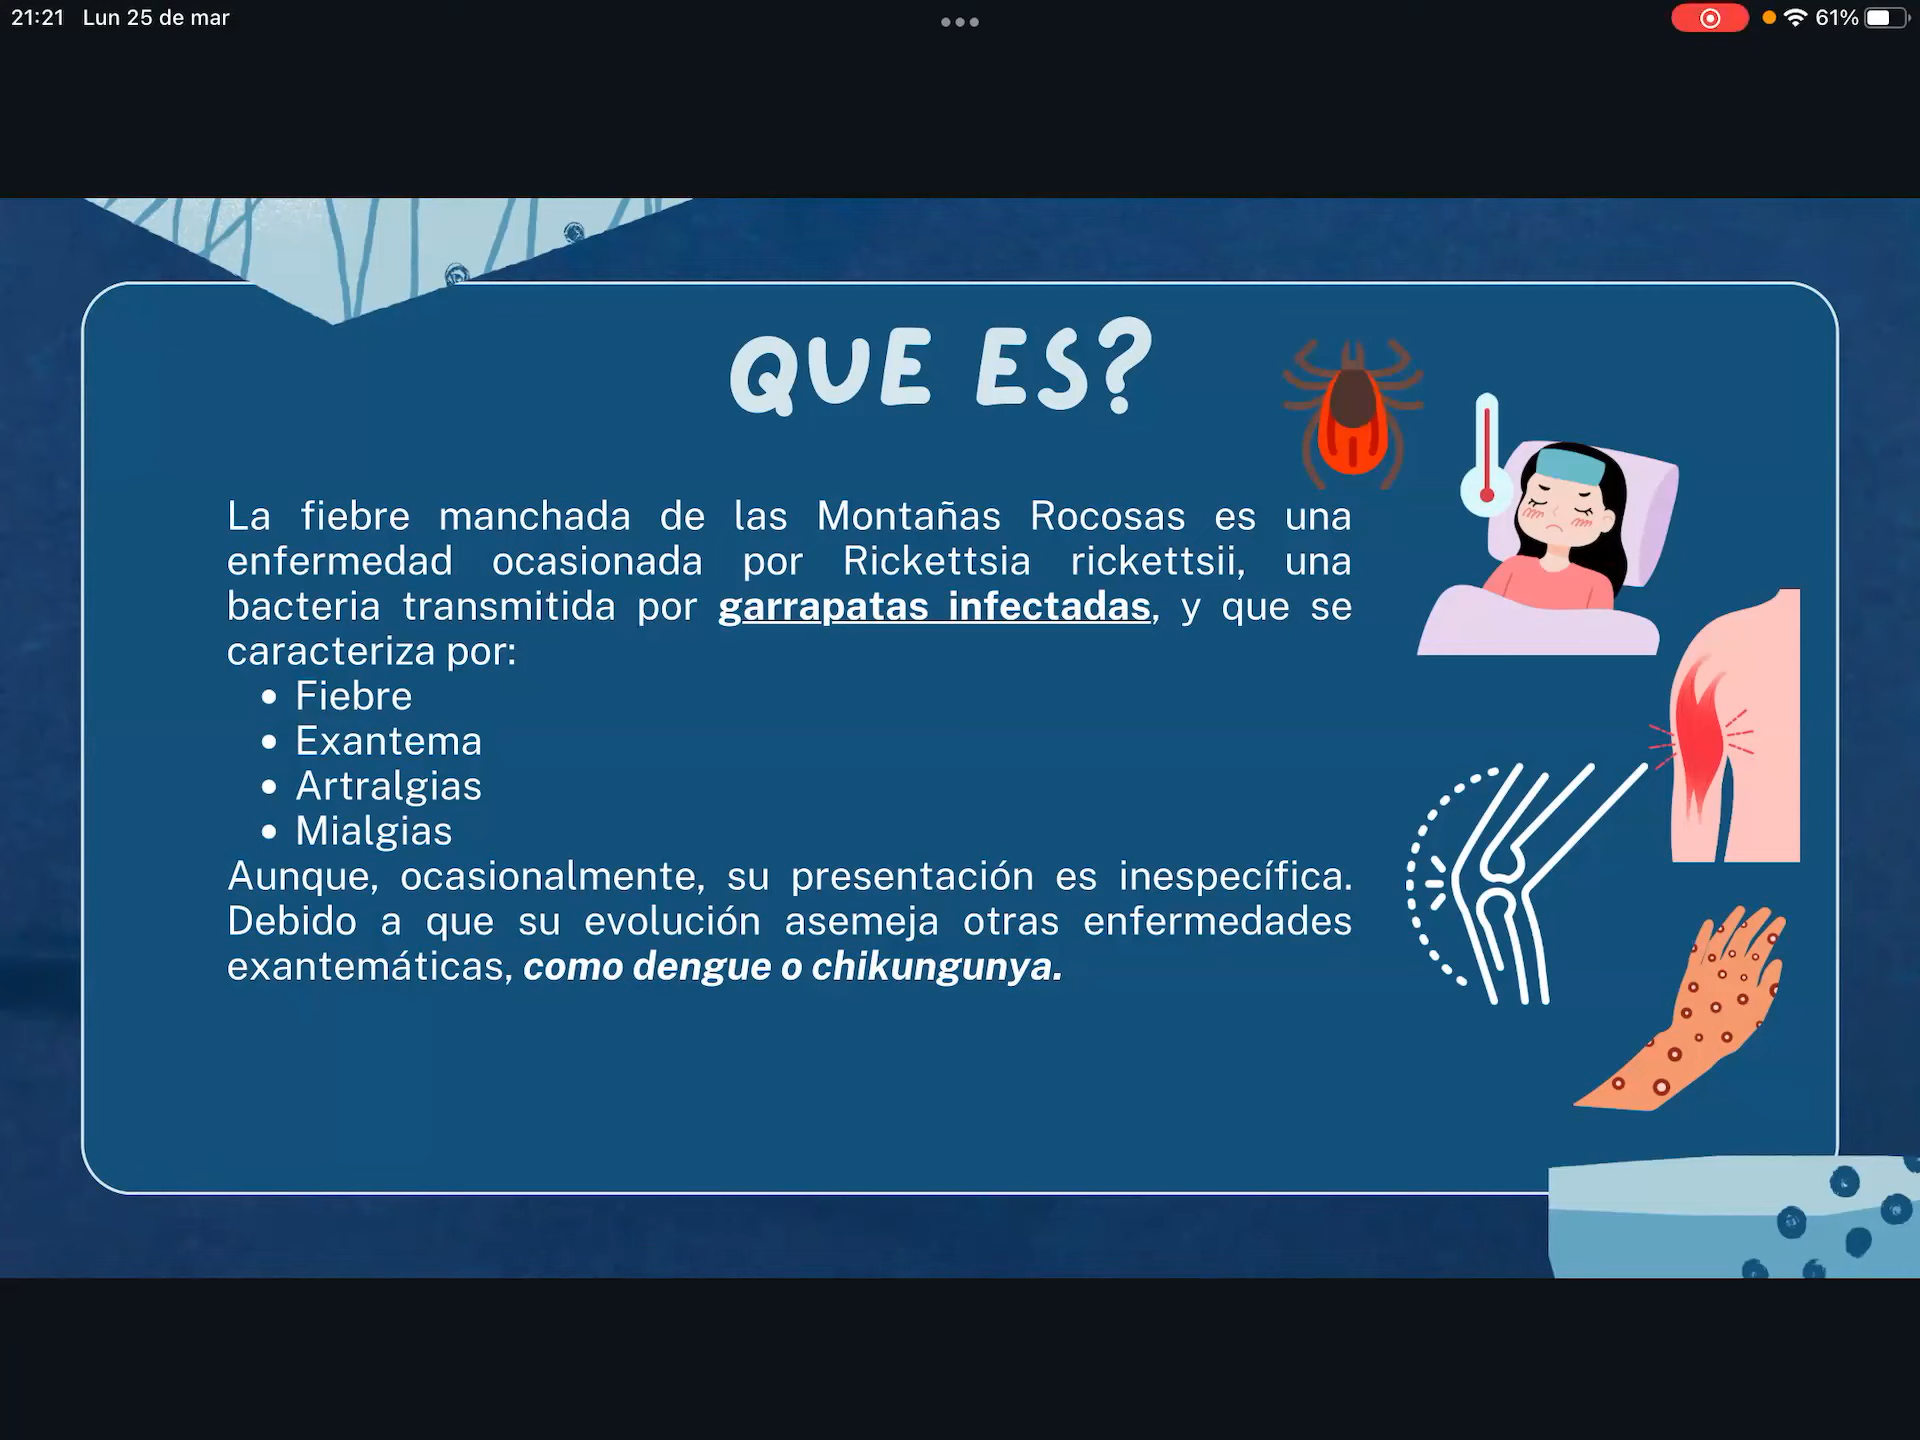 21:21 Lun 25 de mar
61%
QUE ES?
La fiebre manchada de las Montañas Rocosas es una
enfermedad ocasionada por Rickettsia rickettsii, una
bacteria transmitida por garrapatas infectadas, y que se
caracteriza por:
• Fiebre
• Exantema
• Artralgias
• Mialgias
Aunque, ocasionalmente, su presentación es inespecífica.
Debido a que su evolución asemeja otras enfermedades
exantemáticas, como dengue o chikungunya.